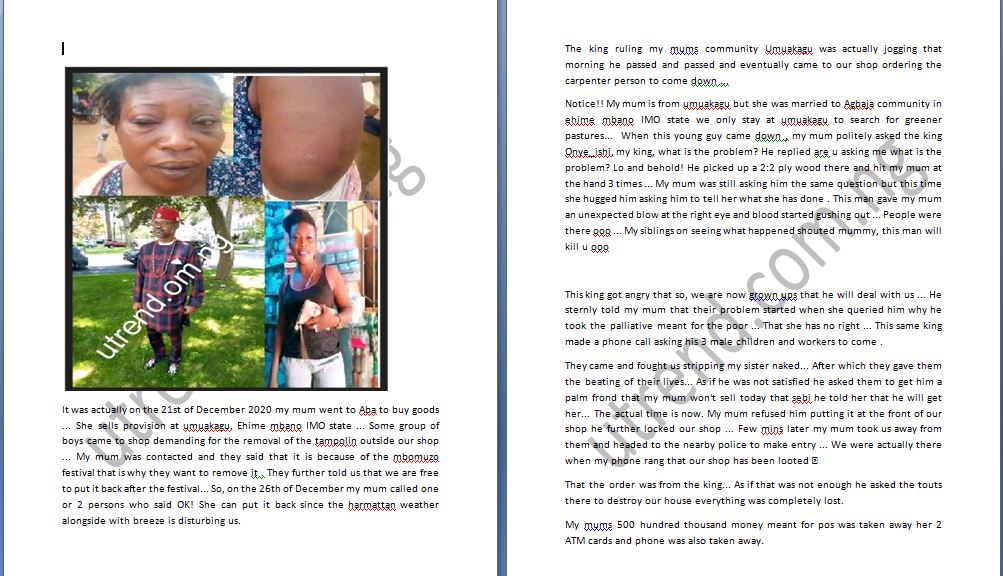 utrend.om.ng
utrend.com.ng
It was actually on the 21st of December 2020 my mum went to Aba to buy goods
... She sells provision at umuakagu, Ehime mbano IMO state ... Some group of
boys came to shop demanding for the removal of the tampolin outside our shop
... My mum was contacted and they said that it is because of the mbomuzo
festival that is why they want to remove it.. They further told us that we are free
to put it back after the festival... So, on the 26th of December my mum called one
or 2 persons who said OK! She can put it back since the harmattan weather
alongside with breeze is disturbing us.
The king ruling my mums community Umuakagu was actually jogging that
morning he passed and passed and eventually came to our shop ordering the
carpenter person to come down ...
Notice!! My mum is from umuakagu but she was married to Agbaja community in
ehime mbano IMO state we only stay at umuakagu to search for greener
pastures... When this young guy came down., my mum politely asked the king
Onye_ishi, my king, what is the problem? He replied are u asking me what is the
problem? Lo and behold! He picked up a 2:2 ply wood there and hit my mum at
the hand 3 times ... My mum was still asking him the same question but this time
she hugged him asking him to tell her what she has done . This man gave my mum
an unexpected blow at the right eye and blood started gushing out ... People were
there ooo ... My siblings on seeing what happened shouted mummy, this man will
kill u ooo
This king got angry that so, we are now grown ups that he will deal with us ... He
sternly told my mum that their problem started when she queried him why he
took the palliative meant for the poor ... That she has no right ... This same king
made a phone call asking his 3 male children and workers to come .
They came and fought us stripping my sister naked... After which they gave them
the beating of their lives... As if he was not satisfied he asked them to get him a
palm frond that my mum won't sell today that sebi he told her that he will get
her... The actual time is now. My mum refused him putting it at the front of our
shop he further locked our shop ... Few mins later my mum took us away from
them and headed to the nearby police to make entry ... We were actually there
when my phone rang that our shop has been looted
That the order was from the king... As if that was not enough he asked the touts
there to destroy our house everything was completely lost.
My mums 500 hundred thousand money meant for pos was taken away her 2
ATM cards and phone was also taken away.
utrend.com.ng